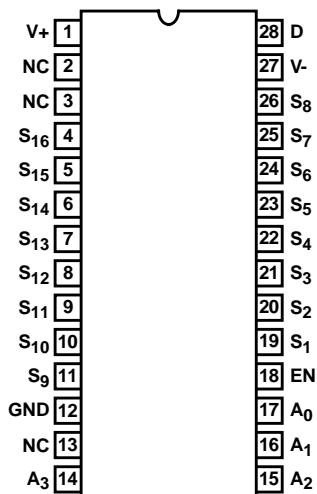 V+ 1 28 D
NC 2 27 V-
NC 3 26 S8
S16 4 25 S7
S15 5 24 S6
S14 6 23 S5
S13 7 22 S4
S12 8 21 S3
S11 9 20 S2
S10 10 19 S1
S9 11 18 EN
GND 12 17 A0
NC 13 16 A1
A3 14 15 A2